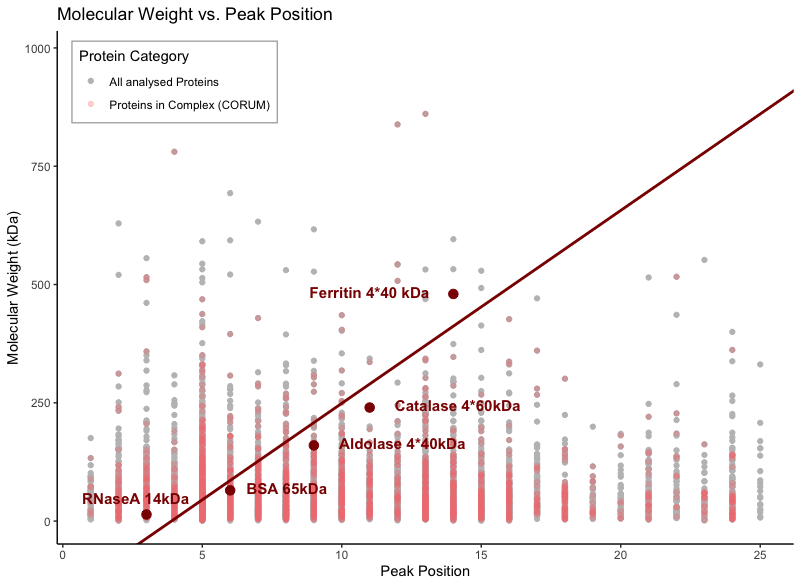 Molecular Weight vs. Peak Position
Protein Category
All analysed Proteins
Proteins in Complex (CORUM)
1000
750
500
250
0
Molecular Weight (kDa)
Ferritin 4*40 kDa
Catalase 4*60kDa
Aldolase 4*40kDa
BSA 65kDa
RNaseA 14kDa
0 5 10 15 20 25
Peak Position